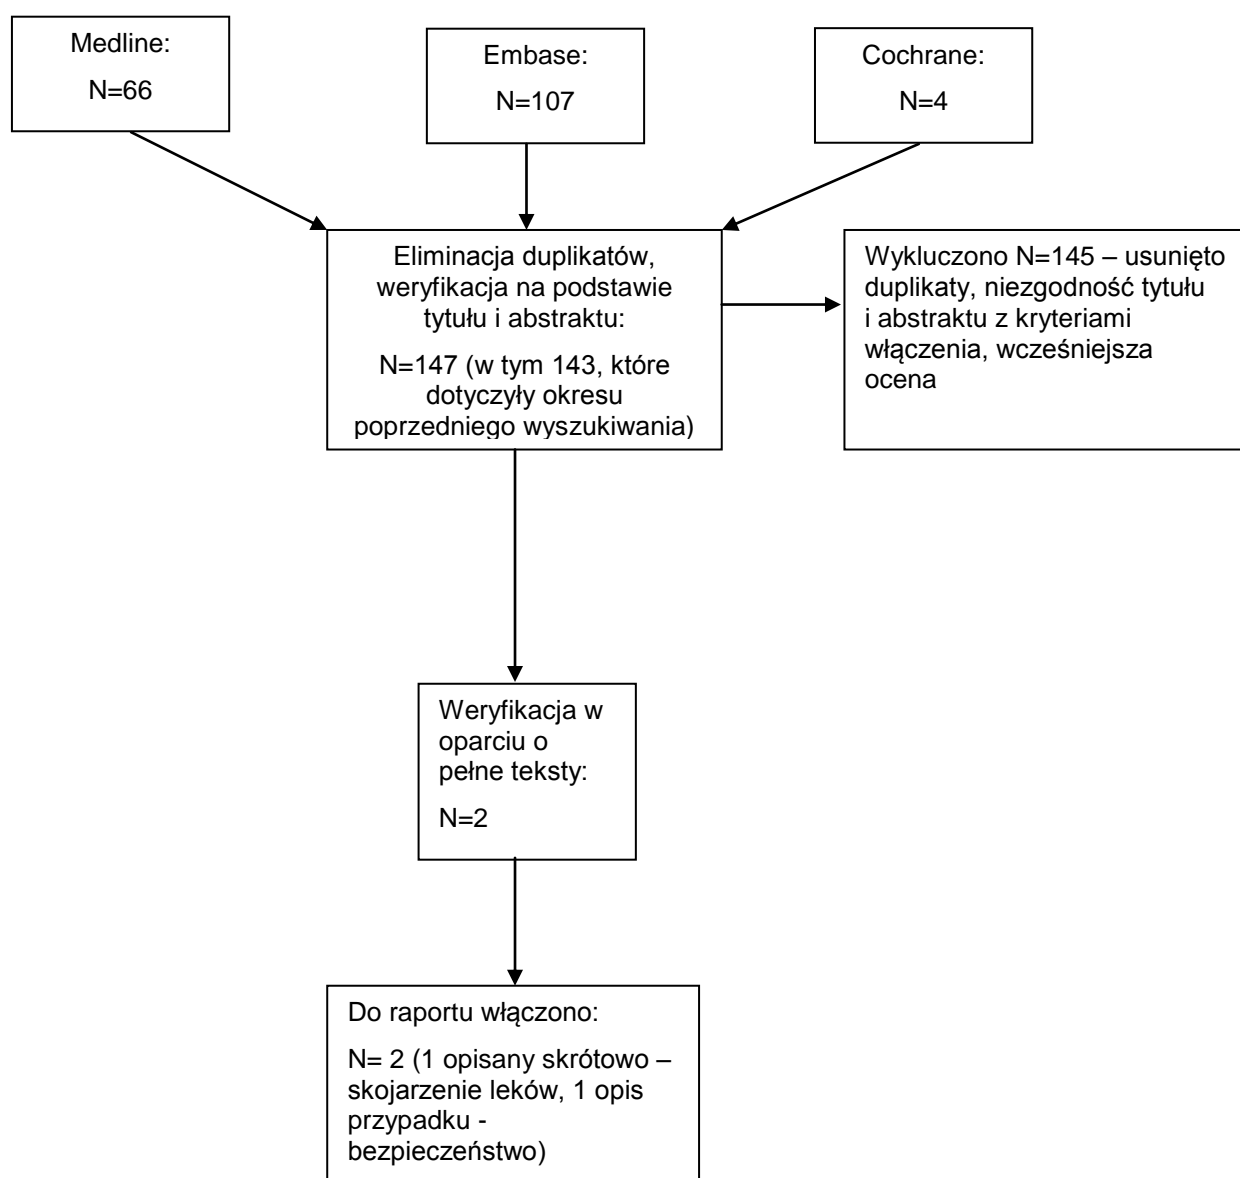 Medline:
N=66
Embase:
N=107
Cochrane:
N=4
Eliminacja duplikatów,
weryfikacja na podstawie
tytułu i abstraktu:
N=147 (w tym 143, które
dotyczyły okresu
poprzedniego wyszukiwania)
Wykluczono N=145 – usunięto
duplikaty, niezgodność tytułu
i abstraktu z kryteriami
włączenia, wcześniejsza
ocena
Weryfikacja w
oparciu o
pełne teksty:
N=2
Do raportu włączono:
N= 2 (1 opisany skrótowo –
skojarzenie leków, 1 opis
przypadku -
bezpieczeństwo)